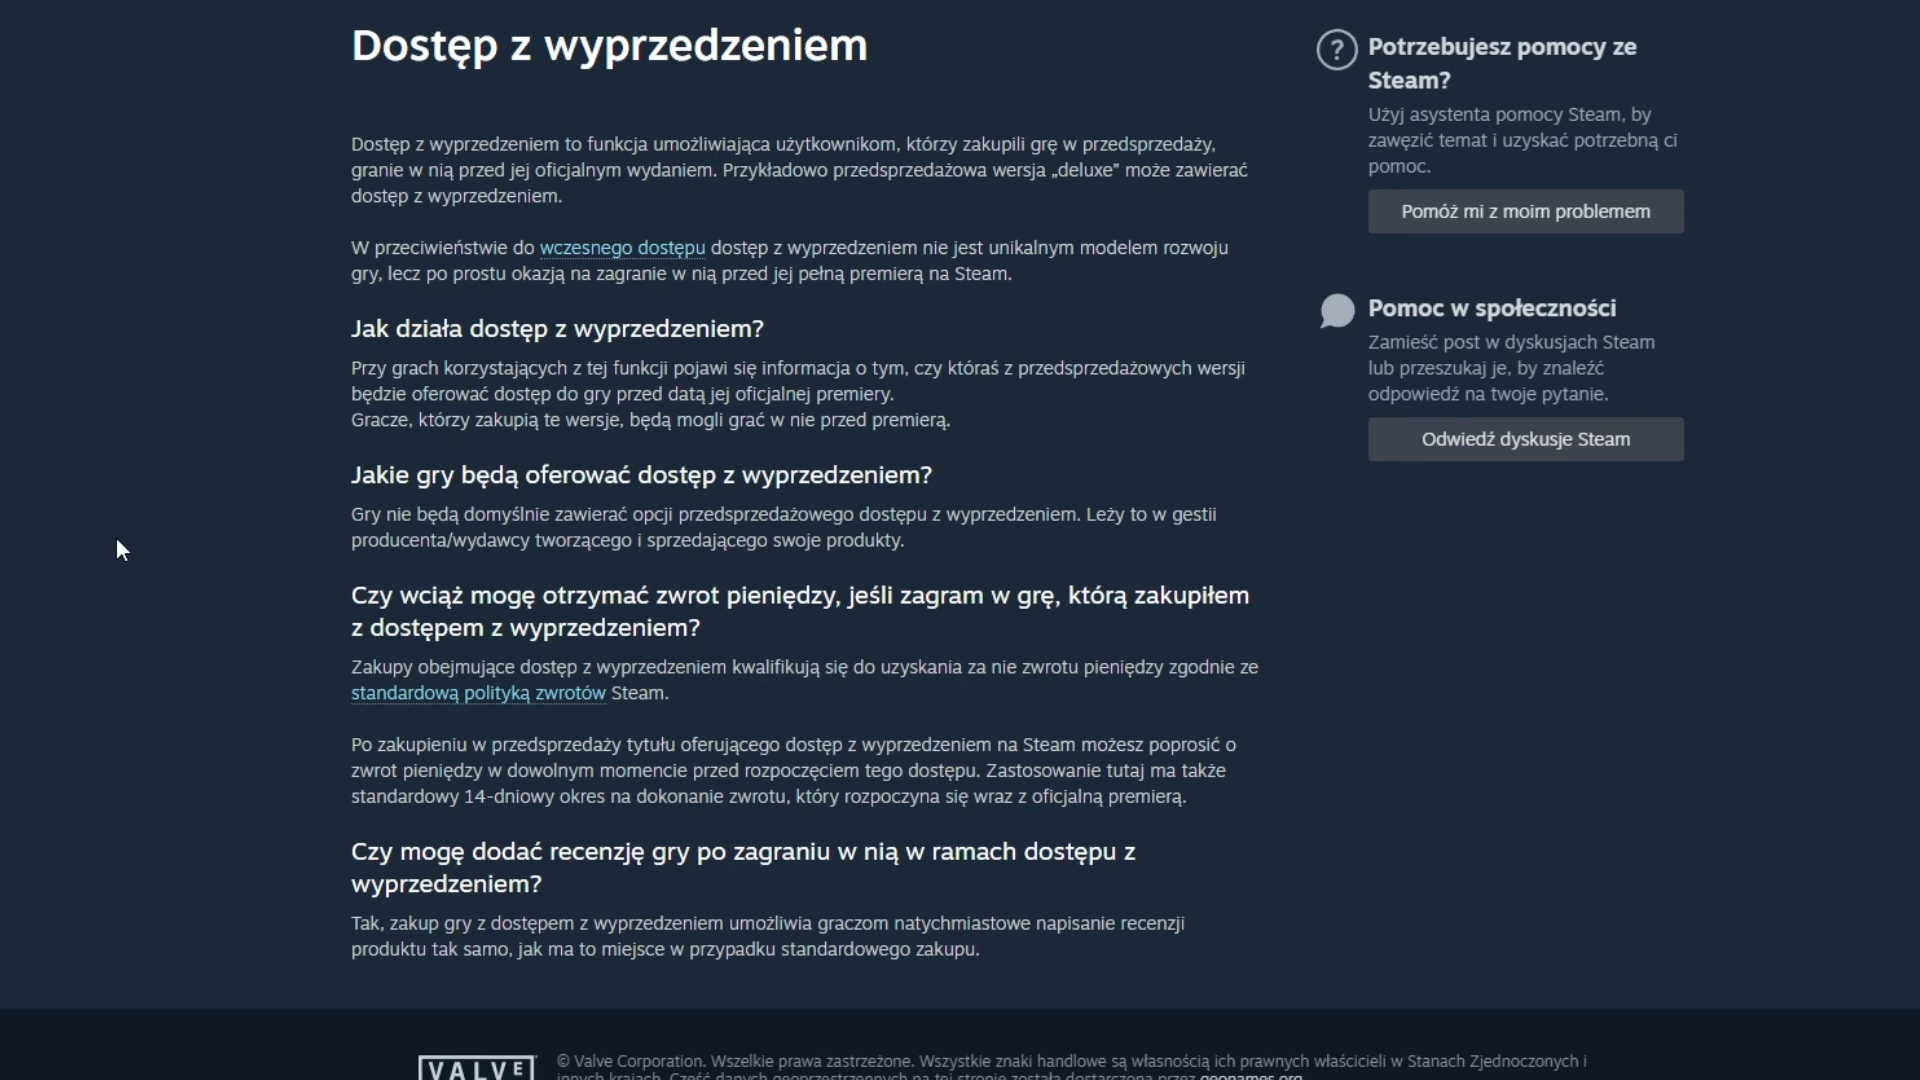 Dostęp z wyprzedzeniem
Dostęp z wyprzedzeniem to funkcja umożliwiająca użytkownikom, którzy zakupili grę w przedsprzedaży,
granie w nią przed jej oficjalnym wydaniem. Przykładowo przedsprzedażowa wersja „deluxe” może zawierać
dostęp z wyprzedzeniem.
W przeciwieństwie do wczesnego dostępu dostęp z wyprzedzeniem nie jest unikalnym modelem rozwoju
gry, lecz po prostu okazją na zagranie w nią przed jej pełną premierą na Steam.
Jak działa dostęp z wyprzedzeniem?
Przy grach korzystających z tej funkcji pojawi się informacja o tym, czy któraś z przedsprzedażowych wersji
będzie oferować dostęp do gry przed datą jej oficjalnej premiery.
Gracze, którzy zakupią te wersje, będą mogli grać w nie przed premierą.
Jakie gry będą oferować dostęp z wyprzedzeniem?
Gry nie będą domyślnie zawierać opcji przedsprzedażowego dostępu z wyprzedzeniem. Leży to w gestii
producenta/wydawcy tworzącego i sprzedającego swoje produkty.
Czy wciąż mogę otrzymać zwrot pieniędzy, jeśli zagram w grę, którą zakupiłem
z dostępem z wyprzedzeniem?
Zakupy obejmujące dostęp z wyprzedzeniem kwalifikują się do uzyskania za nie zwrotu pieniędzy zgodnie ze
standardową polityką zwrotów Steam.
Po zakupieniu w przedsprzedaży tytułu oferującego dostęp z wyprzedzeniem na Steam możesz poprosić o
zwrot pieniędzy w dowolnym momencie przed rozpoczęciem tego dostępu. Zastosowanie tutaj ma także
standardowy 14-dniowy okres na dokonanie zwrotu, który rozpoczyna się wraz z oficjalną premierą.
Czy mogę dodać recenzję gry po zagraniu w nią w ramach dostępu z
wyprzedzeniem?
Tak, zakup gry z dostępem z wyprzedzeniem umożliwia graczom natychmiastowe napisanie recenzji
produktu tak samo, jak ma to miejsce w przypadku standardowego zakupu.
Potrzebujesz pomocy ze
Steam?
Użyj asystenta pomocy Steam, by
zawęzić temat i uzyskać potrzebną ci
pomoc.
Pomóż mi z moim problemem
Pomoc w społeczności
Zamieść post w dyskusjach Steam
lub przeszukaj je, by znaleźć
odpowiedź na twoje pytanie.
Odwiedź dyskusje Steam
VALVE
© Valve Corporation. Wszelkie prawa zastrzeżone. Wszystkie znaki handlowe są własnością ich prawnych właścicieli w Stanach Zjednoczonych i
innych krajach. Część danych geoprzestrzennych na tej stronie została dostarczona przez geonames.org